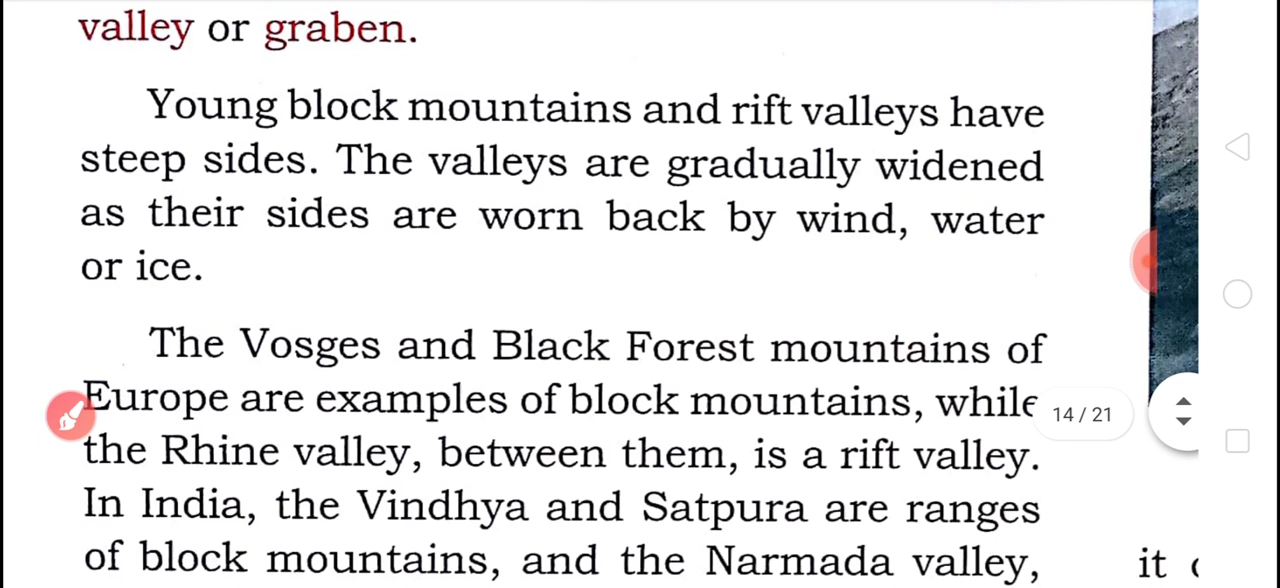 valley or graben.
Young block mountains and rift valleys have
steep sides. The valleys are gradually widened
as their sides are worn back by wind, water
or ice.
The Vosges and Black Forest mountains of
Europe are examples of block mountains, while
the Rhine valley, between them, is a rift valley.
In India, the Vindhya and Satpura are ranges
of block mountains, and the Narmada valley,
14 / 21
it